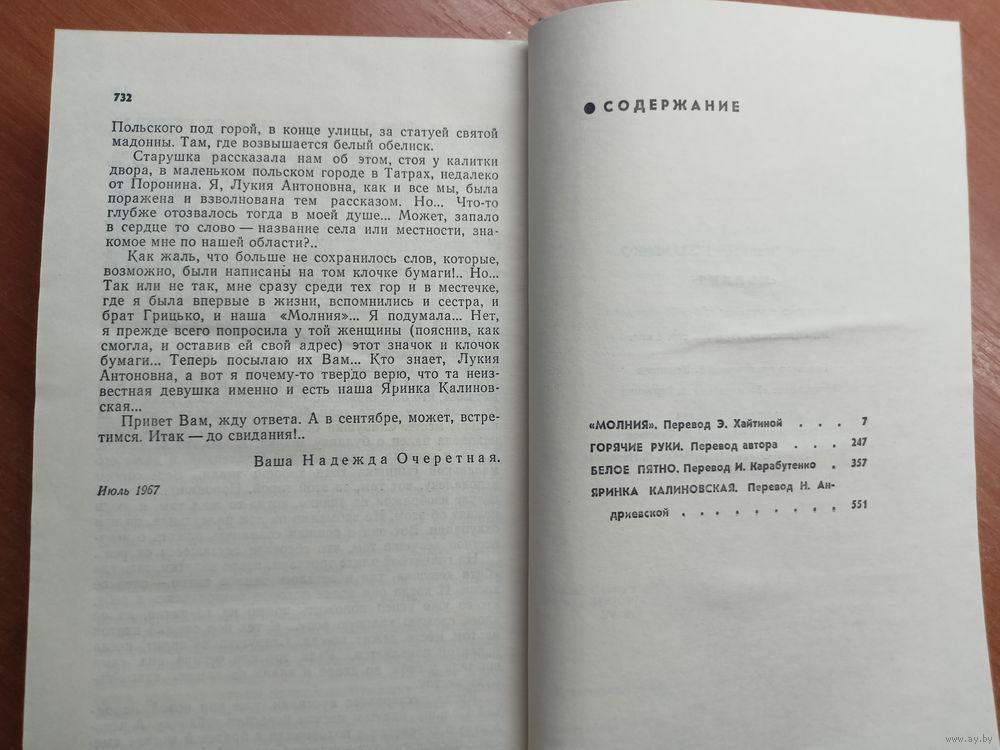 732
Польского под горой, в конце улицы, за статуей святой
мадонны. Там, где возвышается белый обелиск.
Старушка рассказала нам об этом, стоя у калитки
двора, в маленьком польском городе в Татрах, недалеко
от Поронина. Я, Лукия Антоновна, как и все мы, была
поражена и взволнована тем рассказом. Но... Что-то
глубже отозвалось тогда в моей душе... Может, запало
в сердце то слово — название села или местности, зна-
комое мне по нашей области?..
Как жаль, что больше не сохранилось слов, которые,
возможно, были написаны на том клочке бумаги!.. Но...
Так или не так, мне сразу среди тех гор и в местечке,
где я была впервые в жизни, вспомнились и сестра, и
брат Грицько, и наша «Молния»... Я подумала... Нет,
я прежде всего попросила у той женщины (пояснив, как
смогла, и оставив ей свой адрес) этот значок и клочок
бумаги... Теперь посылаю их Вам... Кто знает, Лукия
Антоновна, а вот я почему-то твердо верю, что та неиз-
вестная девушка именно и есть наша Яринка Калинов-
ская...
Привет Вам, жду ответа. А в сентябре, может, встре-
тимся. Итак — до свидания!..
Ваша Надежда Очеретная.
Июль 1967
● СОДЕРЖАНИЕ
«МОЛНИЯ». Перевод Э. Хайтиной . . . 7
ГОРЯЧИЕ РУКИ. Перевод автора . . . 247
БЕЛОЕ ПЯТНО. Перевод И. Карабутенко . 357
ЯРИНКА КАЛИНОВСКАЯ. Перевод Н. Ан-
дриевской . . . . . . . . . 551
www.ay.by